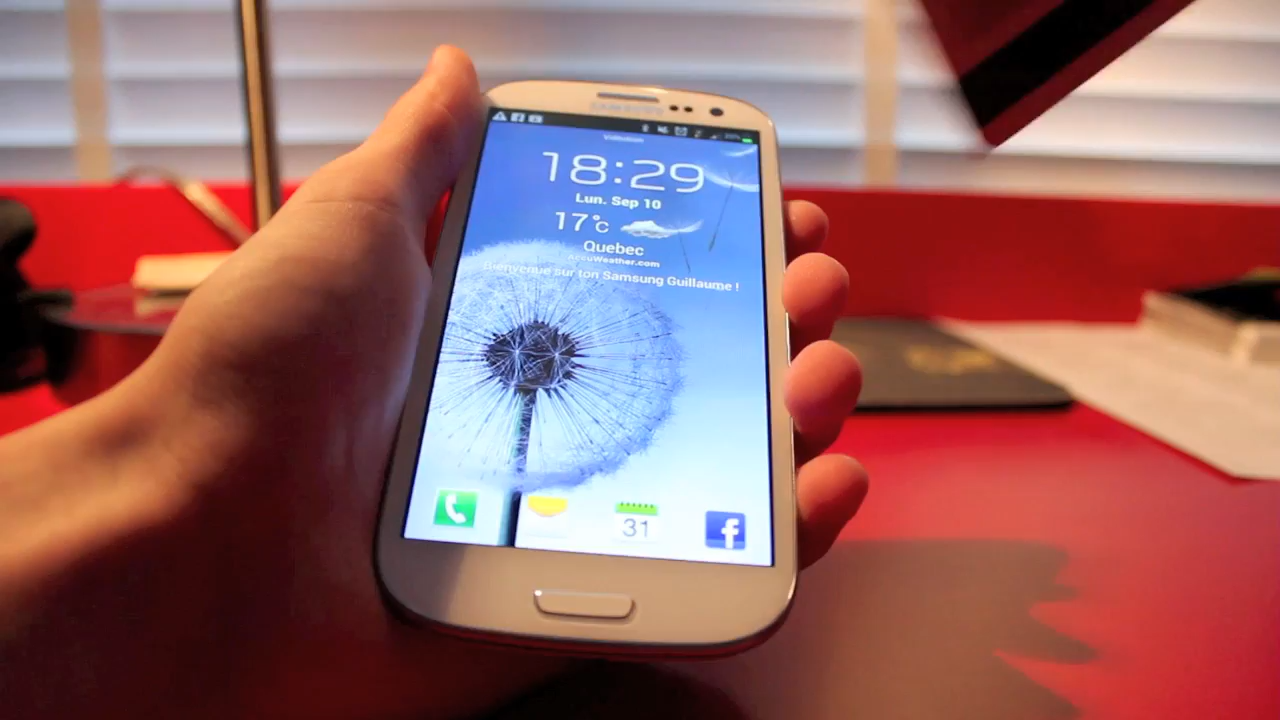 SAMSUNG
18:29
Lun. Sep 10
17°c
Quebec
AccuWeather.com
Bienvenue sur ton Samsung Guillaume !
31
f